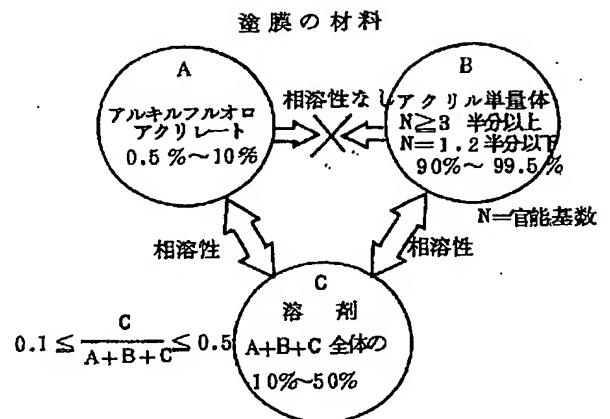 塗膜の材料
A
アルキルフルオロ
アクリレート
0.5%~10%
相溶性なし
B
アクリル単量体
N≧3 半分以上
N=1.2半分以下
90%~99.5%
N=官能基数
相溶性
相溶性
C
溶剤
A+B+C 全体の
10%~50%
0.1≦ C/A+B+C ≦0.5